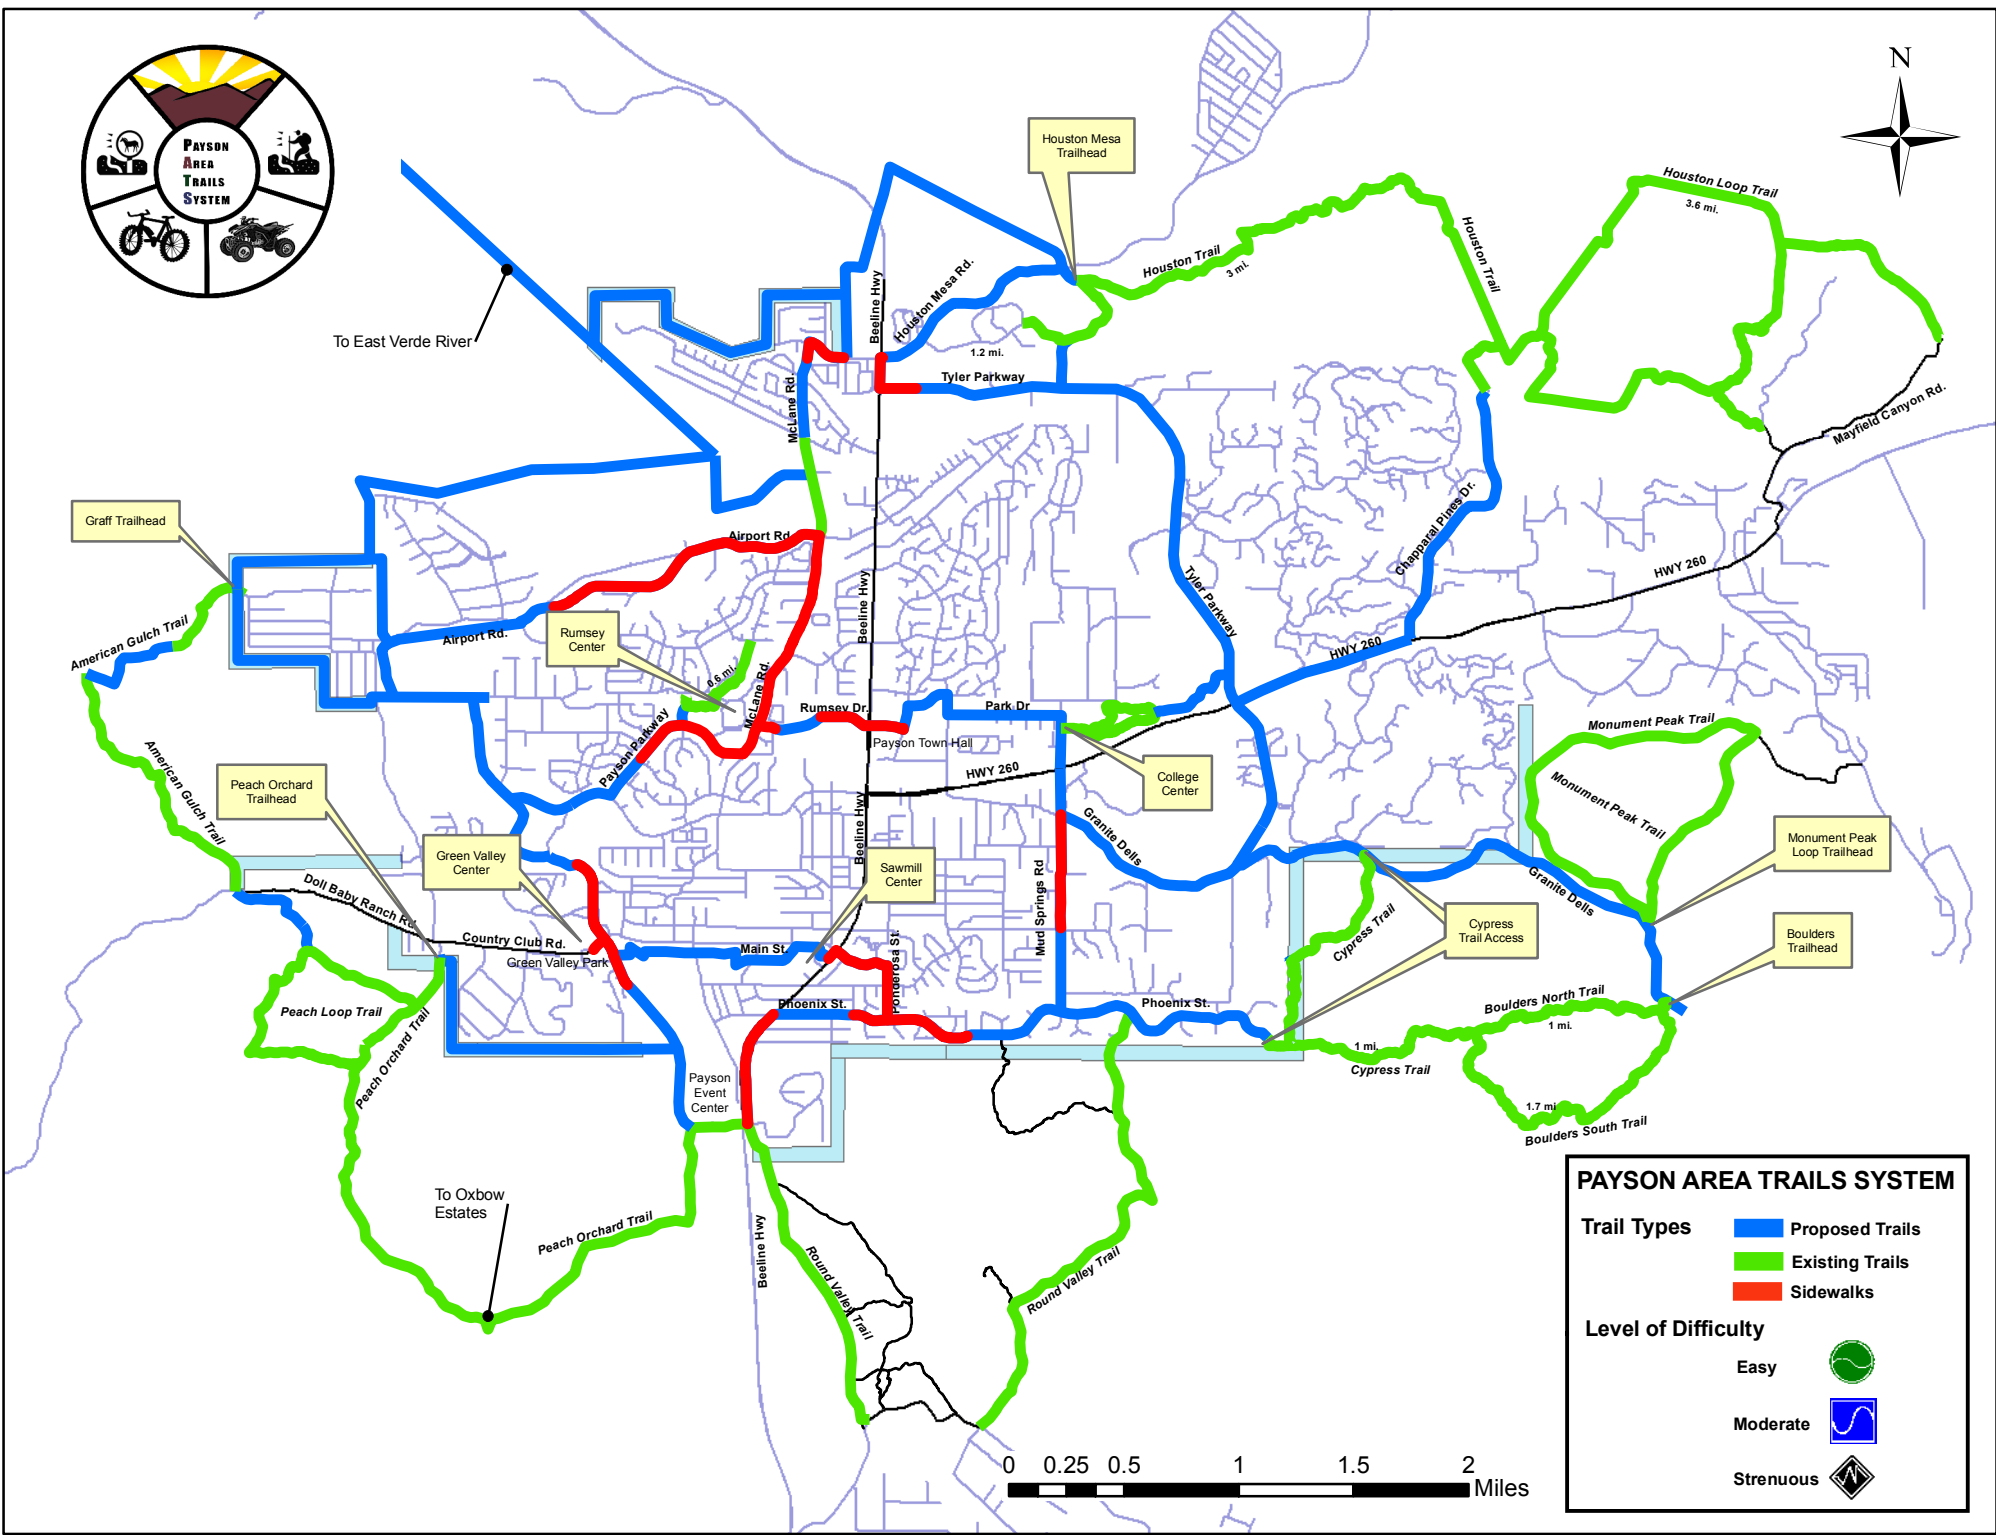 PAYSON
AREA
TRAILS
SYSTEM
N
Houston Mesa
Trailhead
Houston Loop Trail
3.6 mi.
Houston Trail
Houston Trail
3 mi.
Beeline Hwy
Houston Mesa Rd.
To East Verde River
1.2 mi.
Tyler Parkway
McLane Rd.
Mayfield Canyon Rd.
Graff Trailhead
Airport Rd.
Chapparal Pines Dr.
HWY 260
Beeline Hwy
Tyler Parkway
American Gulch Trail
Airport Rd.
Rumsey
Center
HWY 260
0.6 mi.
McLane Rd.
Rumsey Dr.
Park Dr
Payson Parkway
Payson Town Hall
Monument Peak Trail
American Gulch Trail
Peach Orchard
Trailhead
HWY 260
College
Center
Monument Peak Trail
Beeline Hwy
Granite Dells
Green Valley
Center
Sawmill
Center
Monument Peak
Loop Trailhead
Doll Baby Ranch Rd.
Mud Springs Rd
Granite Dells
Cypress Trail
Cypress
Trail Access
Boulders
Trailhead
Country Club Rd.
Green Valley Park
Main St.
Ponderosa St.
Peach Loop Trail
Phoenix St.
Phoenix St.
Boulders North Trail
1 mi.
Peach Orchard Trail
1 mi.
Cypress Trail
Payson
Event
Center
1.7 mi.
Boulders South Trail
To Oxbow
Estates
Peach Orchard Trail
Beeline Hwy
Round Valley Trail
Round Valley Trail
PAYSON AREA TRAILS SYSTEM
Trail Types
Proposed Trails
Existing Trails
Sidewalks
Level of Difficulty
Easy
Moderate
Strenuous
0 0.25 0.5 1 1.5 2
Miles